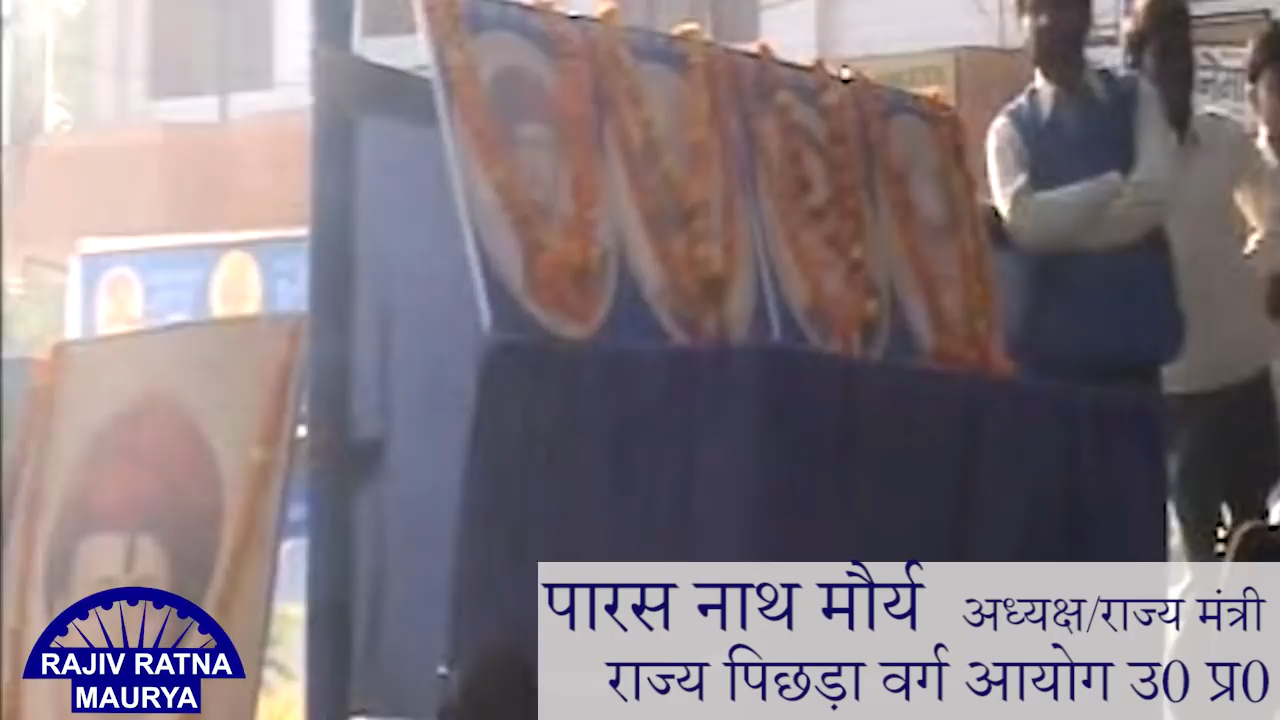 पारस नाथ मौर्य अध्यक्ष/राज्य मंत्री
राज्य पिछड़ा वर्ग आयोग उ0 प्र0
RAJIV RATNA
MAURYA